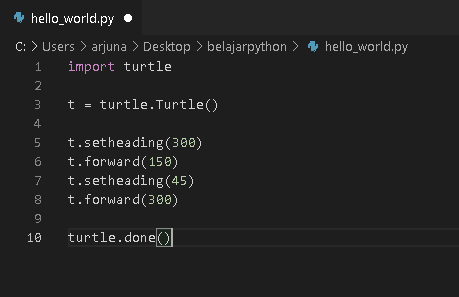 hello_world.py
C: > Users > arjuna > Desktop > belajarpython > hello_world.py
1 import turtle
2
3 t = turtle.Turtle()
4
5 t.setheading(300)
6 t.forward(150)
7 t.setheading(45)
8 t.forward(300)
9
10 turtle.done()